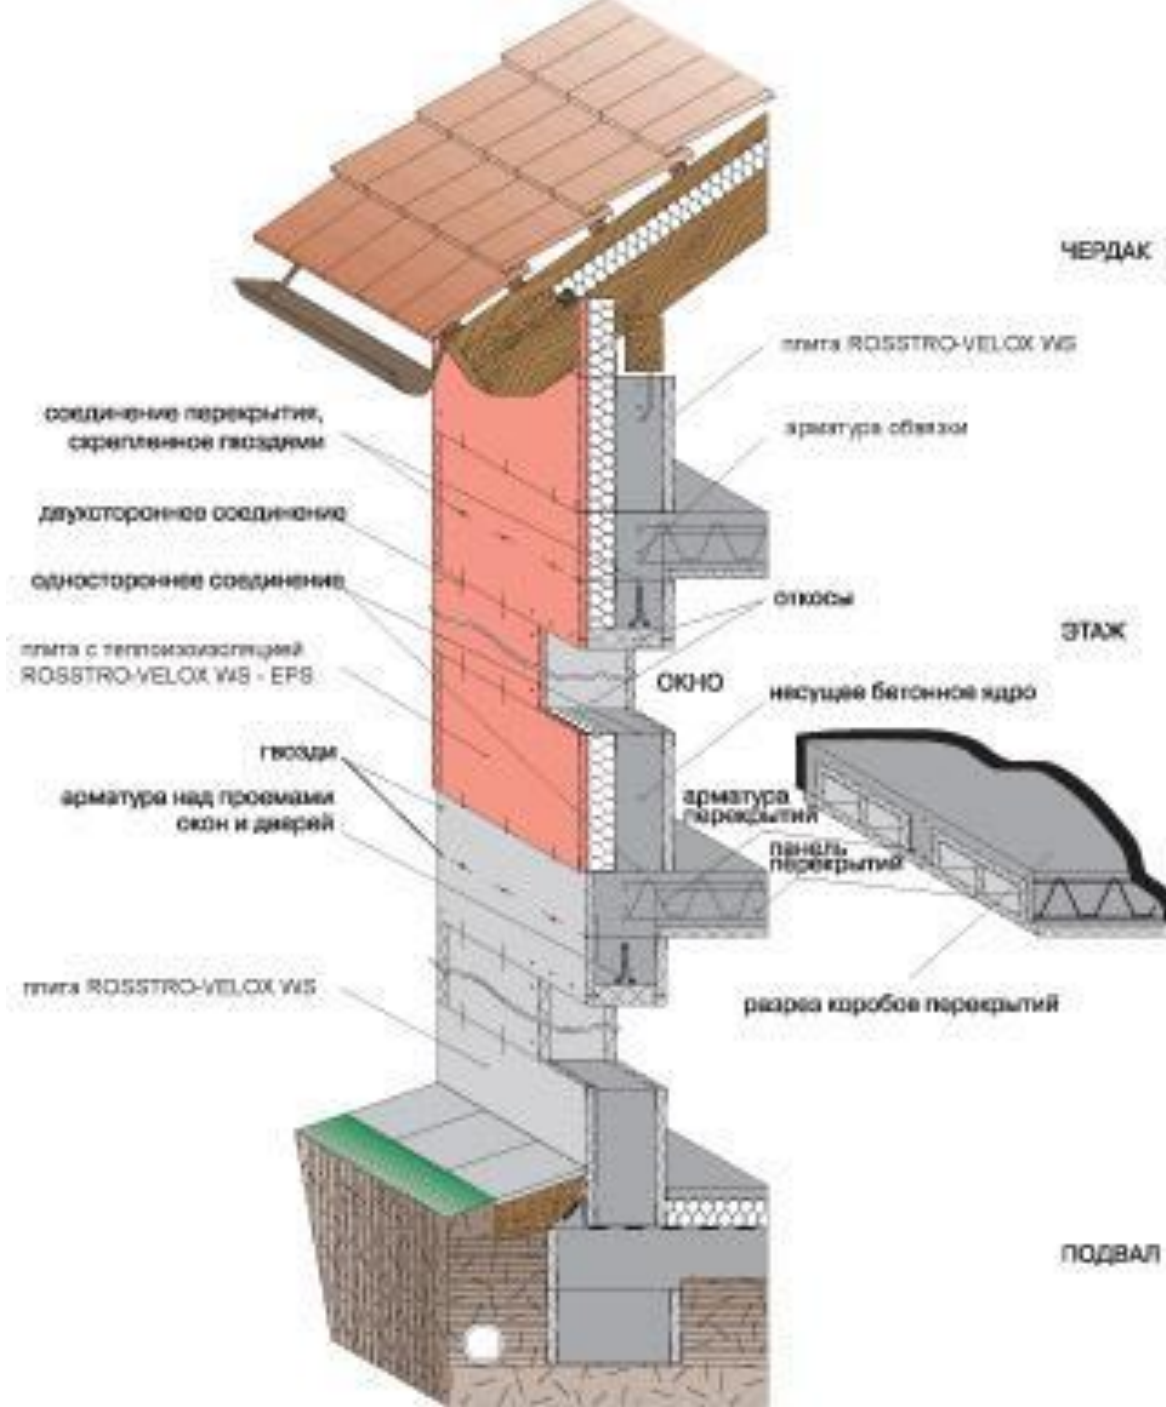 ЧЕРДАК
плита ROSSTRO-VELOX WS
арматура обвязки
соединение перекрытия,
скрепленное гвоздями
двухстороннее соединение
одностороннее соединение
плита с теплоизоизоляцией
ROSSTRO-VELOX WS - EPS
откосы
ЭТАЖ
ОКНО
несущее бетонное ядро
гвозди
арматура над проемами
окон и дверей
арматура
перекрытий
панель
перекрытий
плита ROSSTRO-VELOX WS
разрез коробов перекрытий
ПОДВАЛ